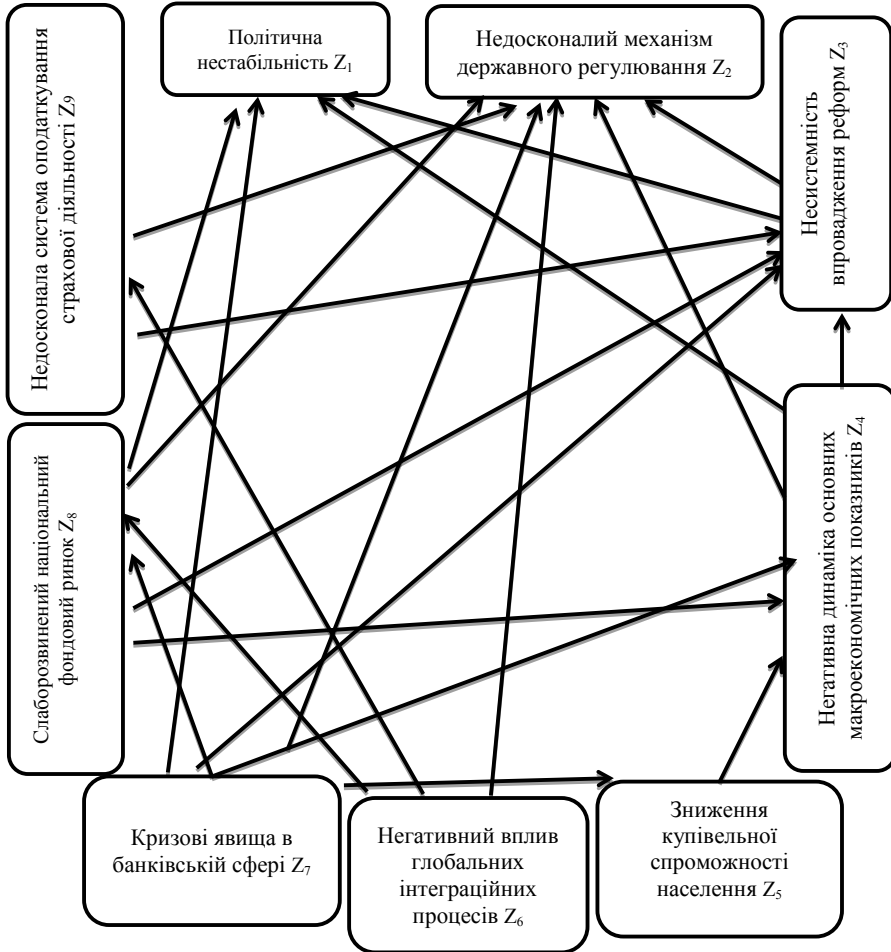 Політична
нестабільність Z₁
Недосконалий механізм
державного регулювання Z₂
Несистемність
впровадження реформ Z₃
Негативна динаміка основних
макроекономічних показників Z₄
Зниження
купівельної
спроможності
населення Z₅
Негативний вплив
глобальних
інтеграційних
процесів Z₆
Кризові явища в
банківській сфері Z₇
Слаборозвинений національний
фондовий ринок Z₈
Недосконала система оподаткування
страхової діяльності Z9